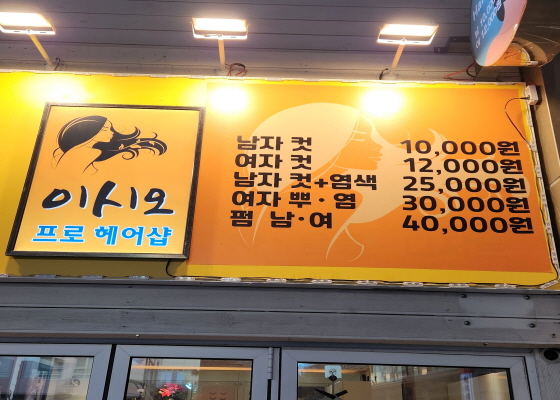 이시오
프로 헤어샵
남자 컷 10,000원
여자 컷 12,000원
남자 컷+염색 25,000원
여자 뿌·염 30,000원
펌 남·여 40,000원